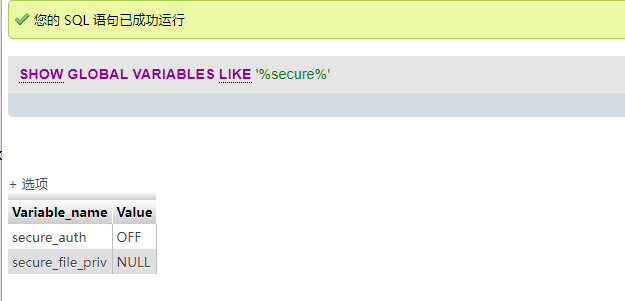 您的 SQL 语句已成功运行
SHOW GLOBAL VARIABLES LIKE '%secure%'
+ 选项
Variable_name Value
secure_auth OFF
secure_file_priv NULL